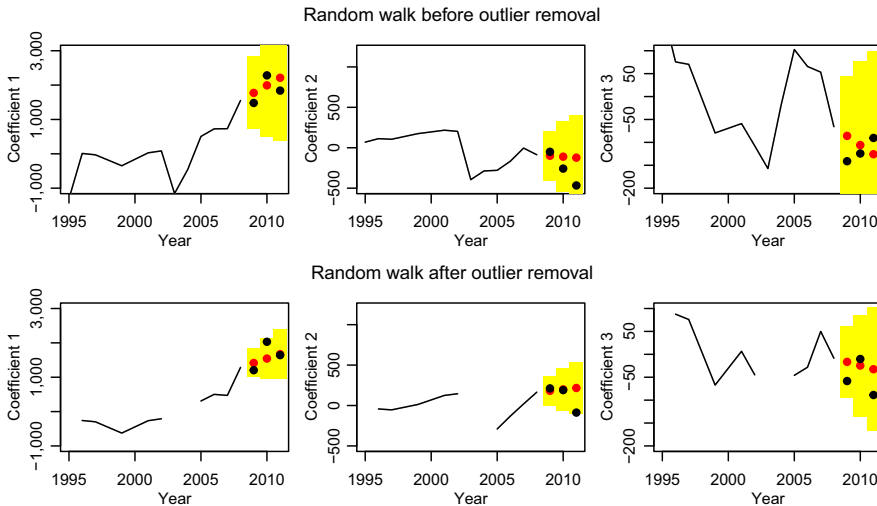 Random walk before outlier removal
Coefficient 1
3,000
1,000
−1,000
1995 2000 2005 2010
Year
Coefficient 2
500
0
−500
1995 2000 2005 2010
Year
Coefficient 3
50
−50
−200
1995 2000 2005 2010
Year
Random walk after outlier removal
Coefficient 1
3,000
1,000
−1,000
1995 2000 2005 2010
Year
Coefficient 2
500
0
−500
1995 2000 2005 2010
Year
Coefficient 3
50
−50
−200
1995 2000 2005 2010
Year